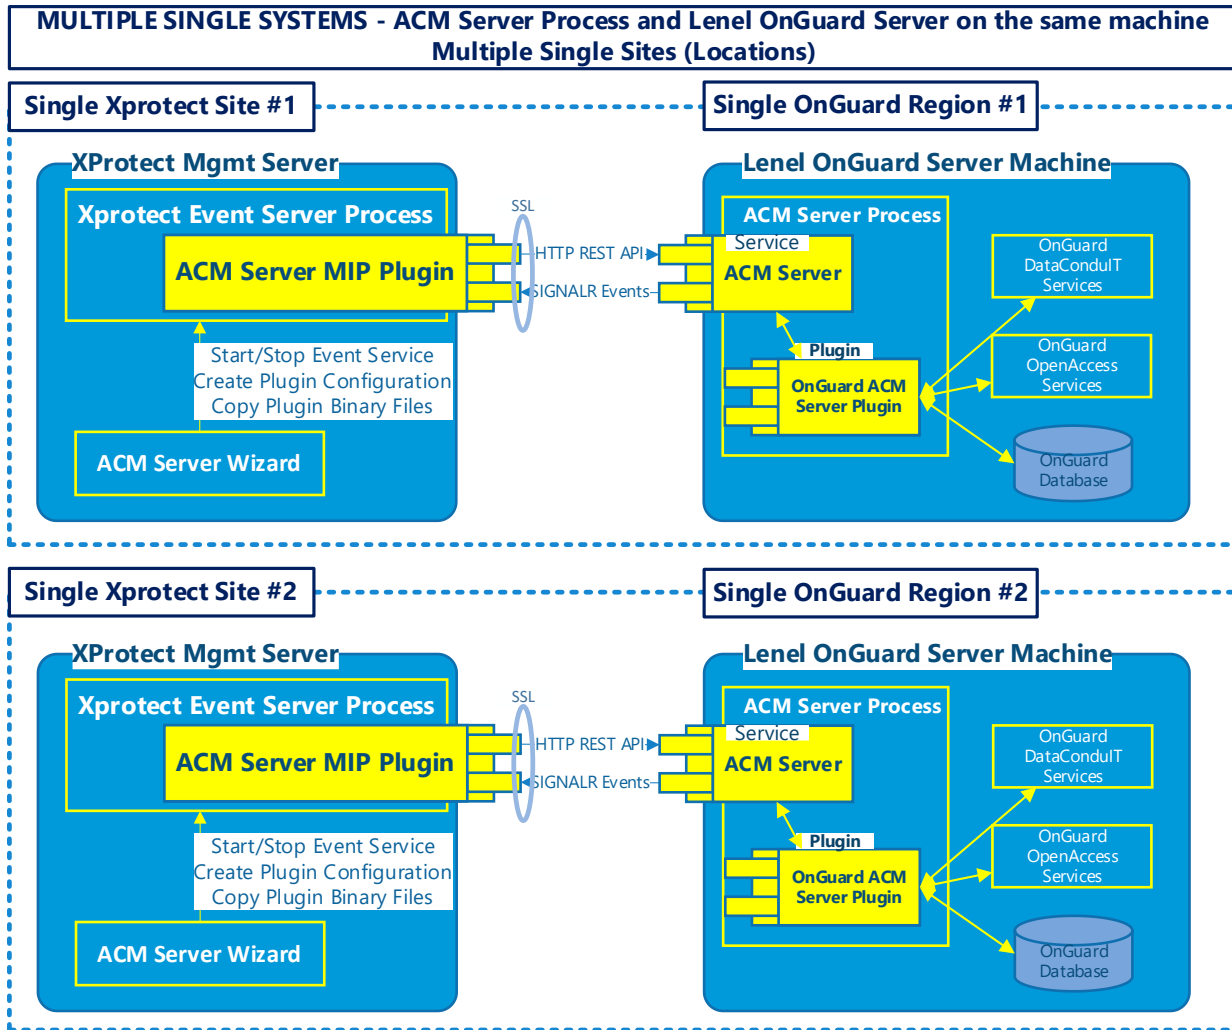 MULTIPLE SINGLE SYSTEMS - ACM Server Process and Lenel OnGuard Server on the same machine
Multiple Single Sites (Locations)
Single Xprotect Site #1
Single OnGuard Region #1
XProtect Mgmt Server
Xprotect Event Server Process
ACM Server MIP Plugin
Start/Stop Event Service
Create Plugin Configuration
Copy Plugin Binary Files
ACM Server Wizard
SSL
HTTP REST API
SIGNALR Events
Lenel OnGuard Server Machine
ACM Server Process
Service
ACM Server
Plugin
OnGuard ACM
Server Plugin
OnGuard
DataConduIT
Services
OnGuard
OpenAccess
Services
OnGuard
Database
Single Xprotect Site #2
Single OnGuard Region #2
XProtect Mgmt Server
Xprotect Event Server Process
ACM Server MIP Plugin
Start/Stop Event Service
Create Plugin Configuration
Copy Plugin Binary Files
ACM Server Wizard
SSL
HTTP REST API
SIGNALR Events
Lenel OnGuard Server Machine
ACM Server Process
Service
ACM Server
Plugin
OnGuard ACM
Server Plugin
OnGuard
DataConduIT
Services
OnGuard
OpenAccess
Services
OnGuard
Database